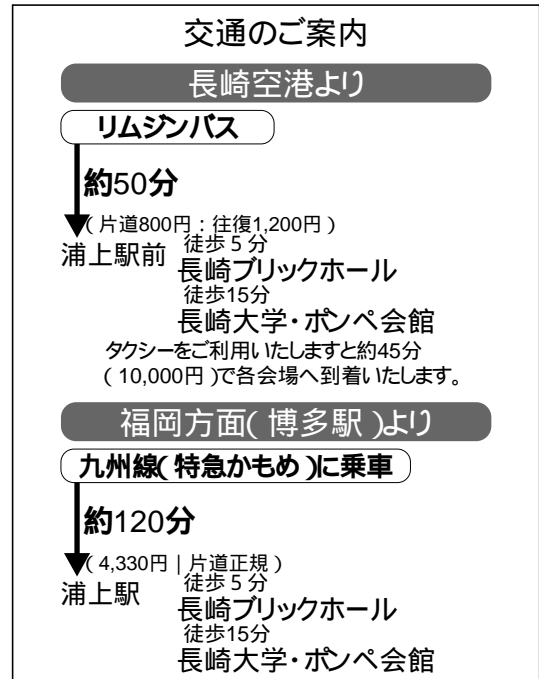 交通のご案内
長崎空港より
リムジンバス
約50分
(片道800円:往復1,200円)
浦上駅前
徒歩5分
長崎ブリックホール
徒歩15分
長崎大学・ポンペ会館
タクシーをご利用いたしますと約45分
(10,000円)で各会場へ到着いたします。
福岡方面(博多駅)より
九州線(特急かもめ)に乗車
約120分
(4,330円|片道正規)
浦上駅
徒歩5分
長崎ブリックホール
徒歩15分
長崎大学・ポンペ会館